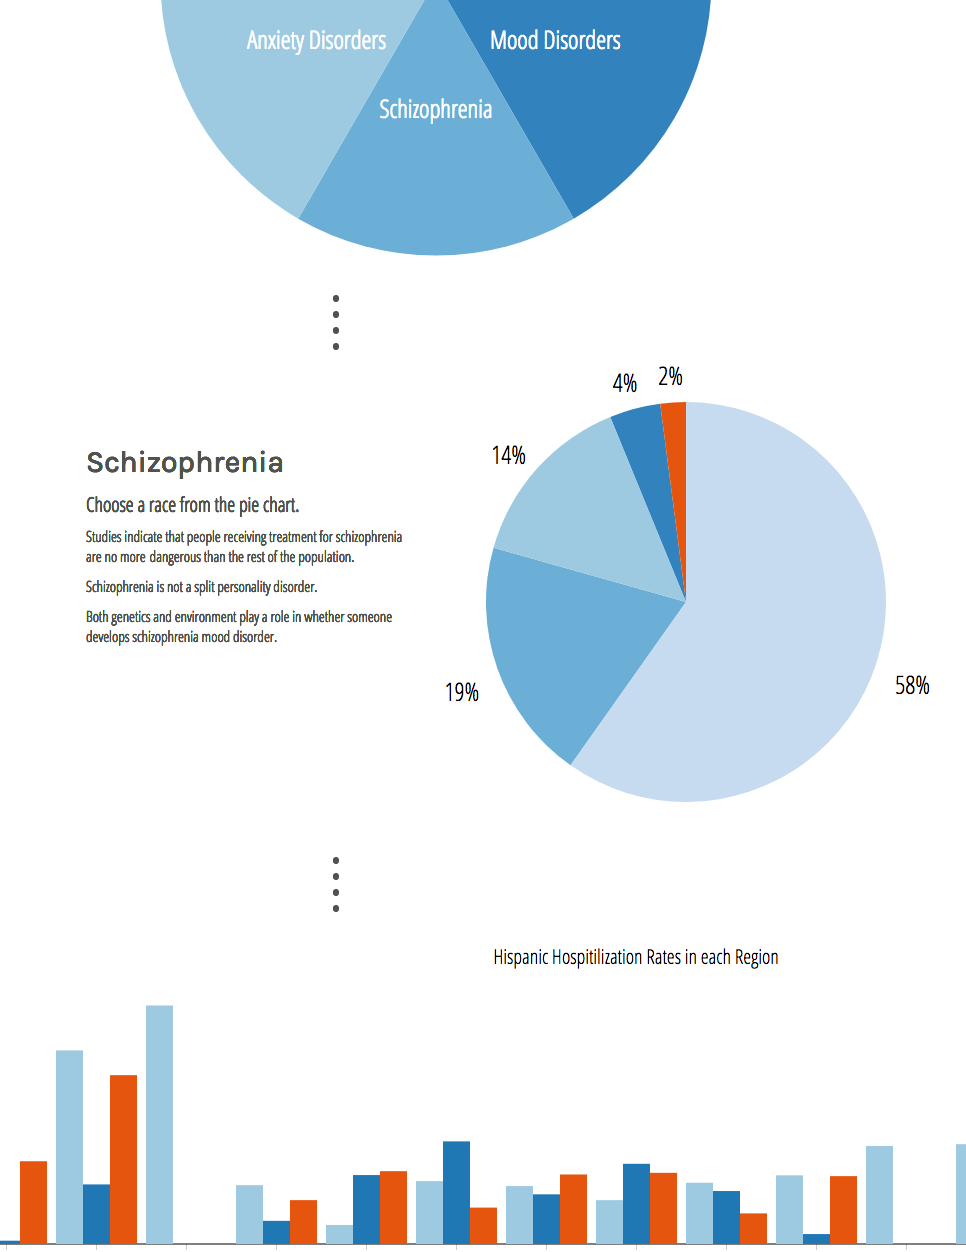 Anxiety Disorders
Mood Disorders
Schizophrenia
4%
2%
14%
19%
58%
Schizophrenia
Choose a race from the pie chart.
Studies indicate that people receiving treatment for schizophrenia
are no more dangerous than the rest of the population.
Schizophrenia is not a split personality disorder.
Both genetics and environment play a role in whether someone
develops schizophrenia mood disorder.
Hispanic Hospitilization Rates in each Region